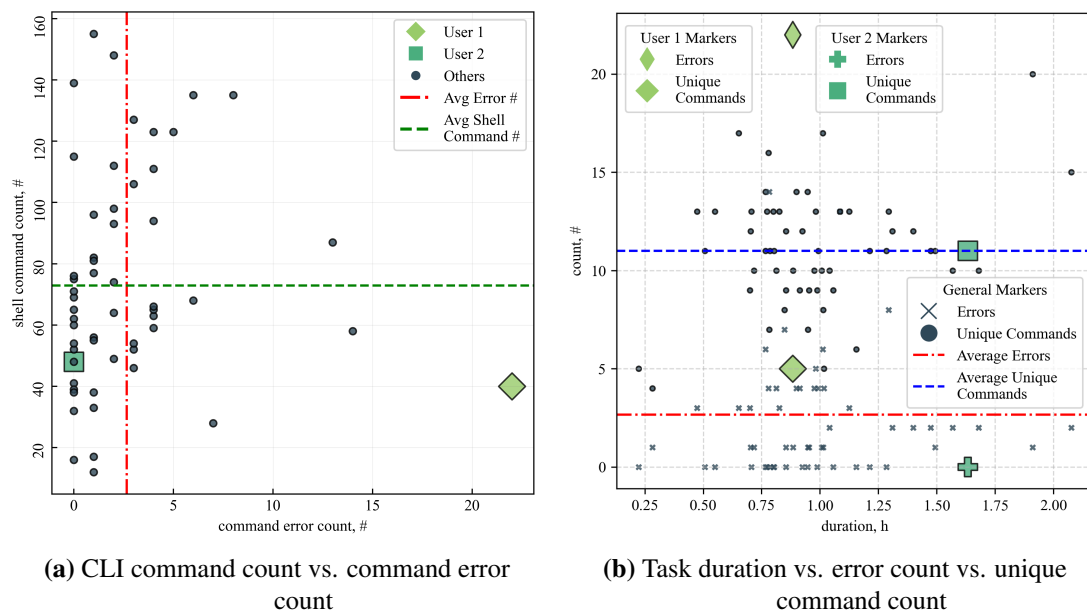 160
140
120
100
80
60
40
20
shell command count, #
0
5
10
15
20
command error count, #
User 1
User 2
Others
Avg Error #
Avg Shell
Command #
(a) CLI command count vs. command error
count
20
15
10
5
0
count, #
0.25
0.50
0.75
1.00
1.25
1.50
1.75
2.00
duration, h
User 1 Markers
Errors
Unique
Commands
User 2 Markers
Errors
Unique
Commands
General Markers
Errors
Unique Commands
Average Errors
Average Unique
Commands
(b) Task duration vs. error count vs. unique
command count